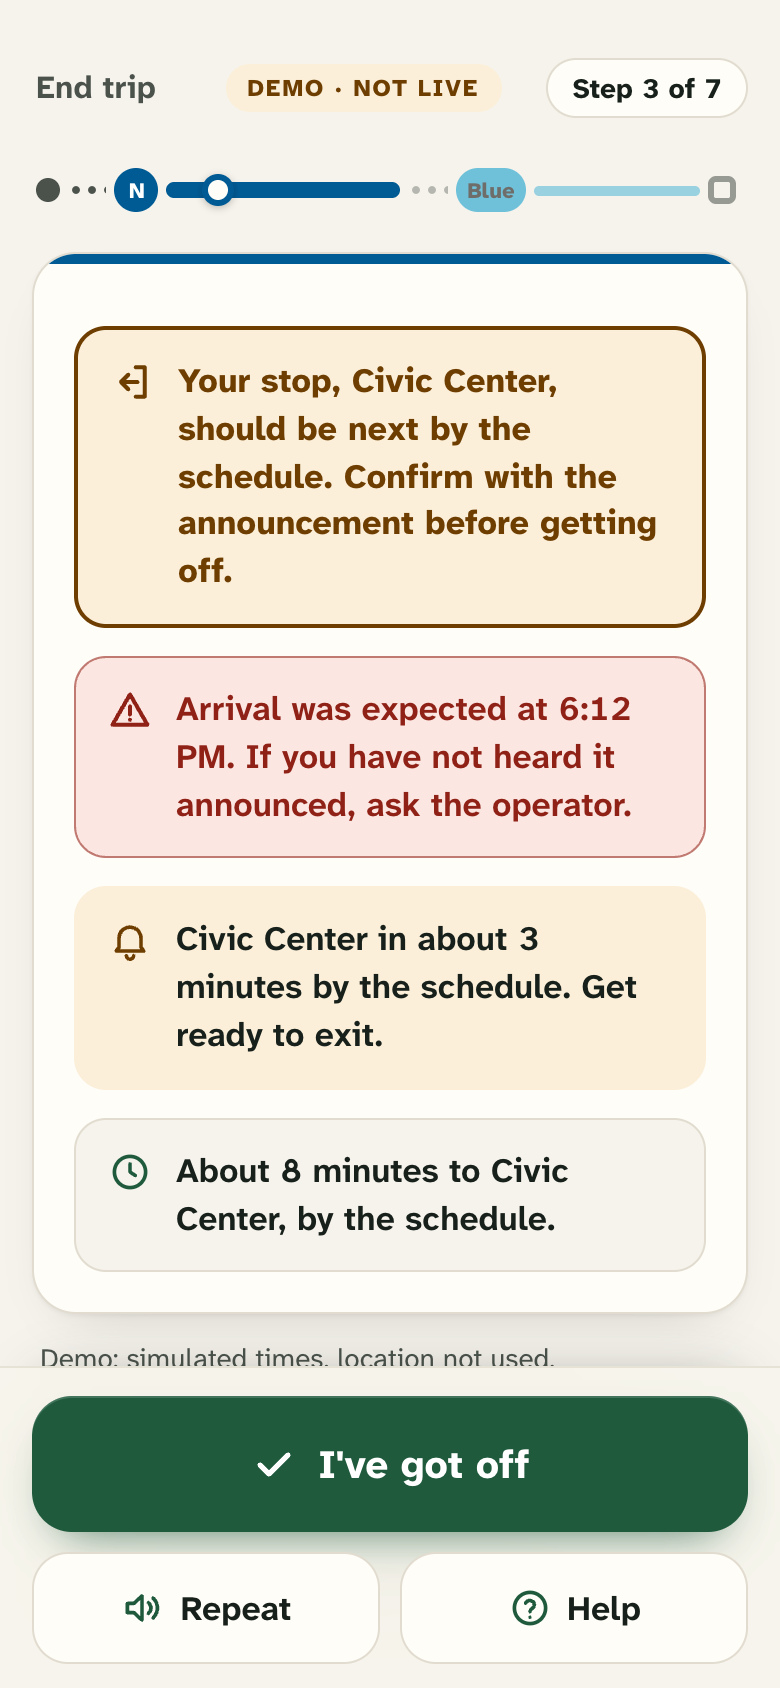 End trip
DEMO · NOT LIVE
Step 3 of 7
N
Blue
Your stop, Civic Center,
should be next by the
schedule. Confirm with the
announcement before getting
off.
Arrival was expected at 6:12
PM. If you have not heard it
announced, ask the operator.
Civic Center in about 3
minutes by the schedule. Get
ready to exit.
About 8 minutes to Civic
Center, by the schedule.
Demo: simulated times, location not used.
I've got off
Repeat
Help